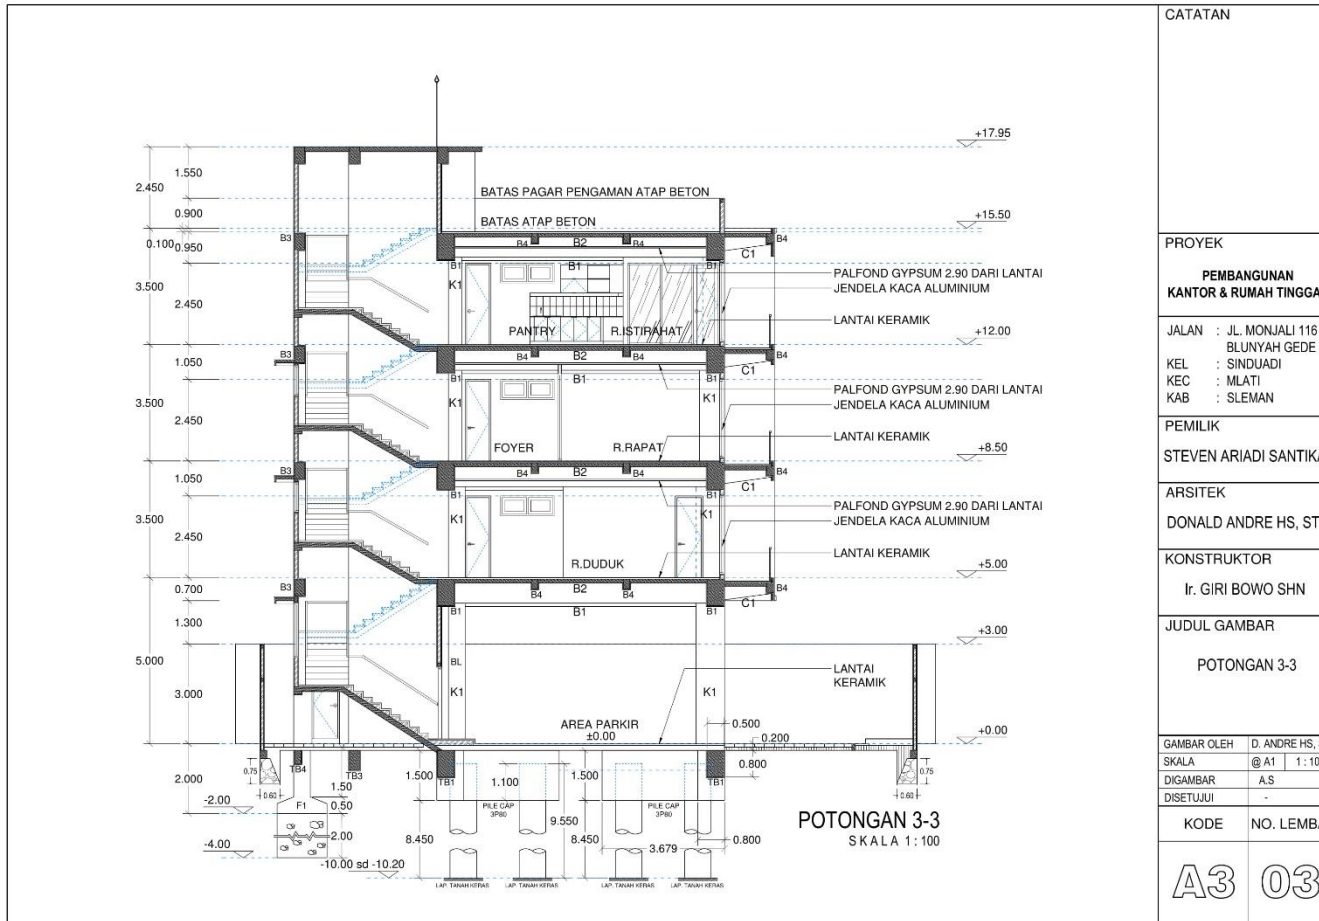 CATATAN
+17.95
1.550
2.450
BATAS PAGAR PENGAMAN ATAP BETON
0.900
BATAS ATAP BETON
+15.50
B3
B4
B2
B4
B4
0.100
0.950
C1
PROYEK
PEMBANGUNAN
KANTOR & RUMAH TINGGA
B1
B1
B1
PALFOND GYPSUM 2.90 DARI LANTAI
K1
JENDELA KACA ALUMINIUM
3.500
2.450
LANTAI KERAMIK
PANTRY
R.ISTIRAHAT
+12.00
JALAN : JL. MONJALI 116
BLUNYAH GEDE
KEL : SINDUADI
KEC : MLATI
KAB : SLEMAN
B3
B4
B2
B4
B4
1.050
C1
B1
B1
B1
PALFOND GYPSUM 2.90 DARI LANTAI
K1
K1
JENDELA KACA ALUMINIUM
3.500
2.450
LANTAI KERAMIK
FOYER
R.RAPAT
+8.50
PEMILIK
STEVEN ARIADI SANTIKA
B3
B4
B2
B4
B4
1.050
C1
B1
B1
ARSITEK
DONALD ANDRE HS, ST
PALFOND GYPSUM 2.90 DARI LANTAI
K1
K1
JENDELA KACA ALUMINIUM
3.500
2.450
LANTAI KERAMIK
R.DUDUK
+5.00
KONSTRUKTOR
Ir. GIRI BOWO SHN
B3
B4
B2
B4
B4
0.700
C1
B1
B1
B1
1.300
+3.00
JUDUL GAMBAR
POTONGAN 3-3
5.000
BL
LANTAI
KERAMIK
3.000
K1
K1
AREA PARKIR
±0.00
0.500
+0.00
0.200
GAMBAR OLEH D. ANDRE HS,
SKALA @ A1 1 : 10
DIGAMBAR A.S
DISETUJUI -
KODE NO. LEMBA
A3 03
0.75
TB4
TB3
TB1
TB1
0.800
0.75
2.000
1.500
1.100
1.500
0.60
1.50
0.60
-2.00
F1
0.50
PILE CAP
3P80
PILE CAP
3P80
9.550
2.00
8.450
8.450
0.800
-4.00
3.679
-10.00 sd -10.20
POTONGAN 3-3
SKALA 1 : 100
LAP. TANAH KERAS
LAP. TANAH KERAS
LAP. TANAH KERAS
LAP. TANAH KERAS